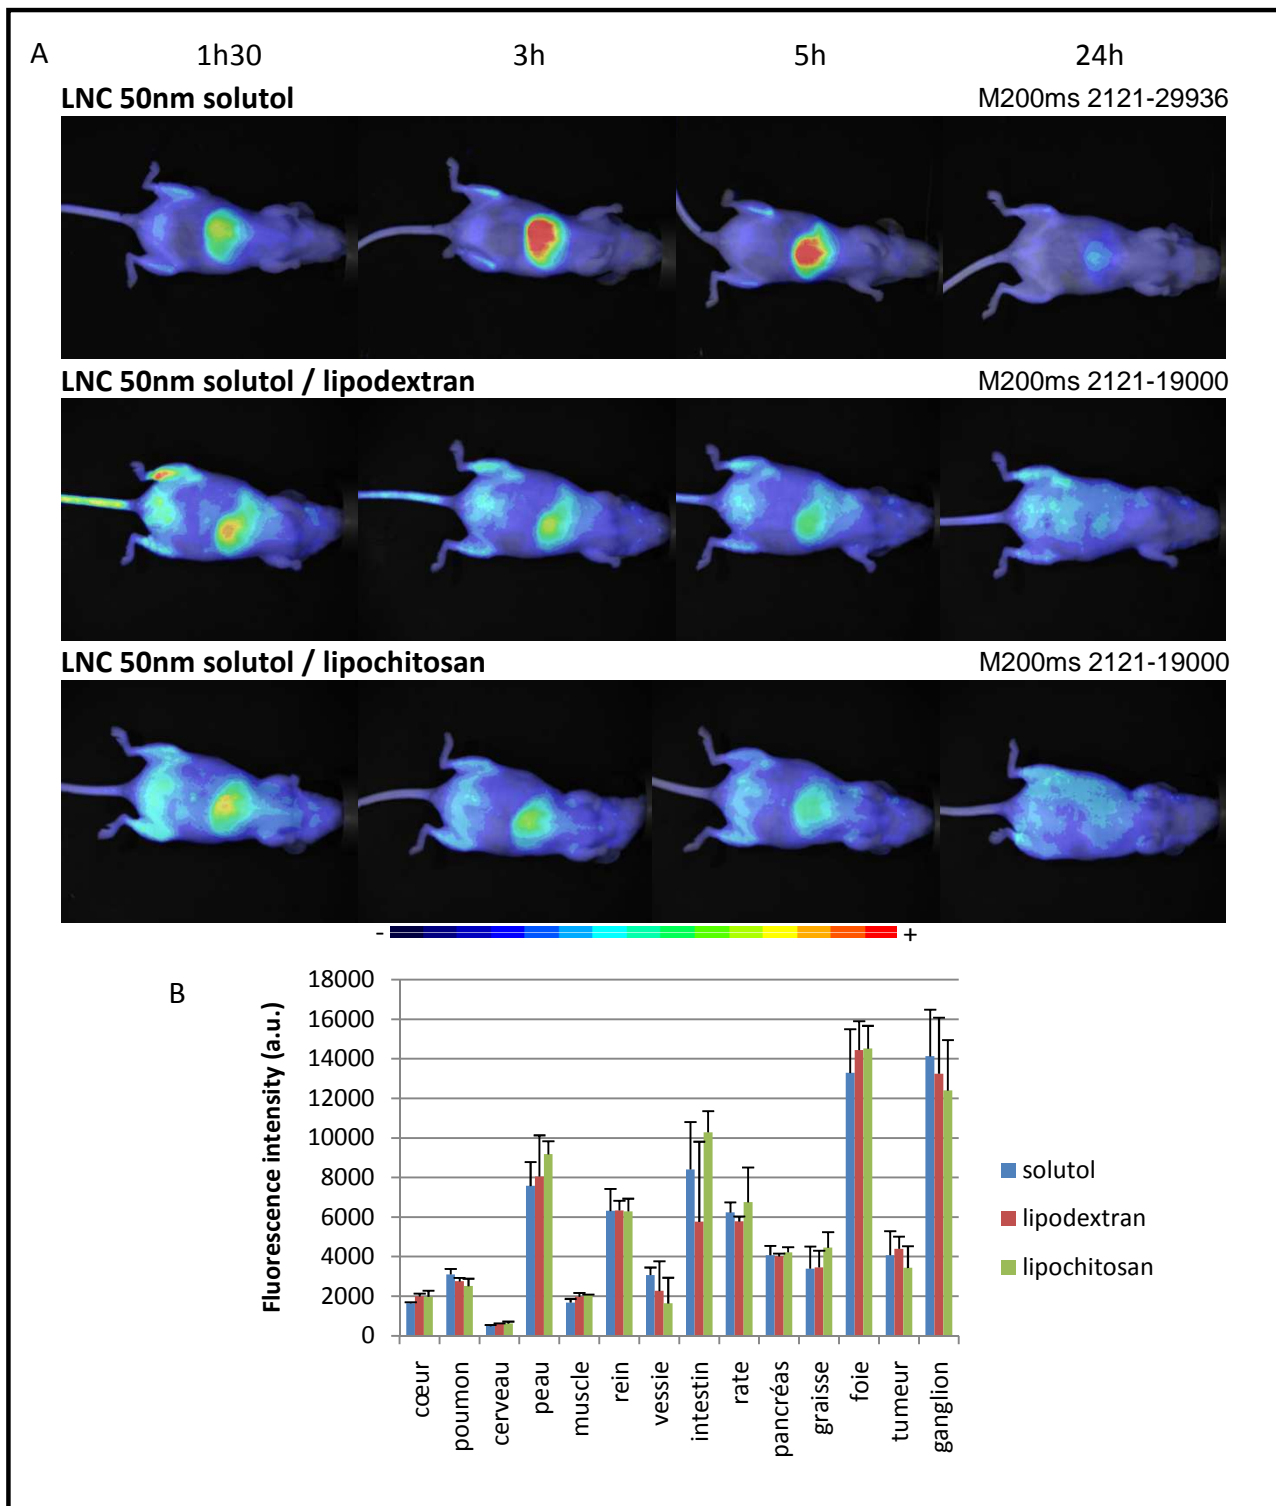 A
1h30 3h 5h 24h
LNC 50nm solutol M200ms 2121-29936
LNC 50nm solutol / lipodextran M200ms 2121-19000
LNC 50nm solutol / lipochitosan M200ms 2121-19000
- +
B
Fluorescence intensity (a.u.)
18000
16000
14000
12000
10000
8000
6000
4000
2000
0
cœur
poumon
cerveau
peau
muscle
rein
vessie
intestin
rate
pancréas
graisse
foie
tumeur
ganglion
solutol
lipodextran
lipochitosan